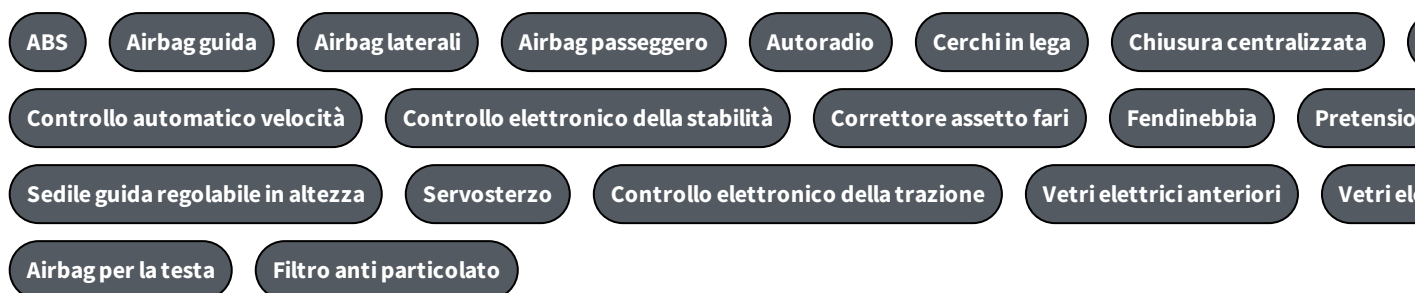 ABS Airbag guida Airbag laterali Airbag passeggero Autoradio Cerchi in lega Chiusura centralizzata
Controllo automatico velocità Controllo elettronico della stabilità Correttore assetto fari Fendinebbia
Sedile guida regolabile in altezza Servosterzo Controllo elettronico della trazione Vetri elettrici anteriori Vetri
Airbag per la testa Filtro anti particolato